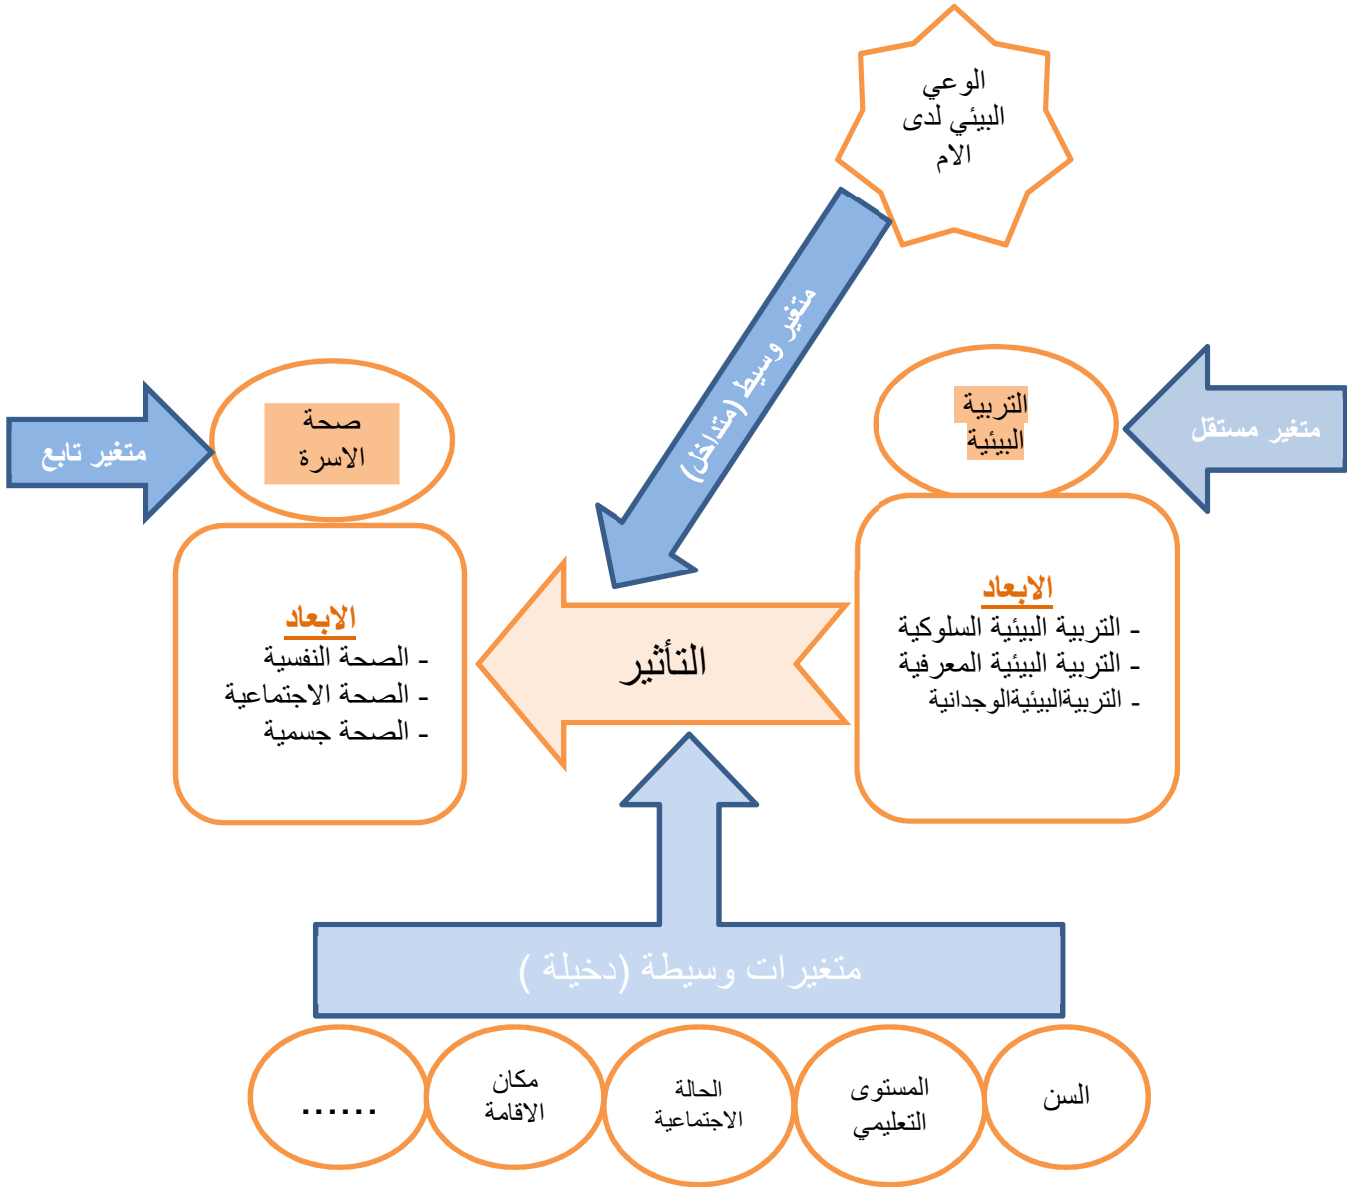 الوعي
البيئي لدى
الام
متغير وسيط (متداخل)
متغير مستقل
التربية
البيئية
صحة
الاسرة
متغير تابع
الابعاد
- التربية البيئية السلوكية
- التربية البيئية المعرفية
- التربيةالبيئيةالوجدانية
التأثير
الابعاد
- الصحة النفسية
- الصحة الاجتماعية
- الصحة جسمية
متغيرات وسيطة (دخيلة )
السن
المستوى
التعليمي
الحالة
الاجتماعية
مكان
الاقامة
......